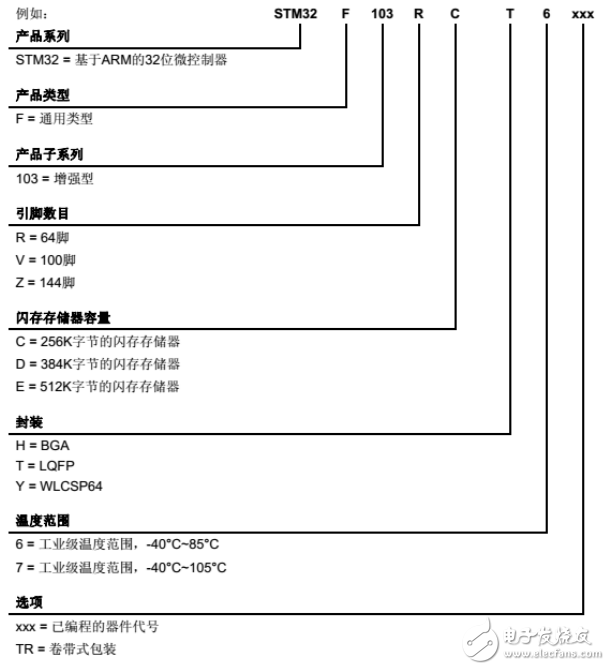 例如: STM32 F 103 R C T 6 xxx
产品系列
STM32 = 基于ARM的32位微控制器
产品类型
F = 通用类型
产品子系列
103 = 增强型
引脚数目
R = 64脚
V = 100脚
Z = 144脚
闪存存储器容量
C = 256K字节的闪存存储器
D = 384K字节的闪存存储器
E = 512K字节的闪存存储器
封装
H = BGA
T = LQFP
Y = WLCSP64
温度范围
6 = 工业级温度范围，-40°C~85°C
7 = 工业级温度范围，-40°C~105°C
选项
xxx = 已编程的器件代号
TR = 卷带式包装
电子发烧友
www.elecfans.com